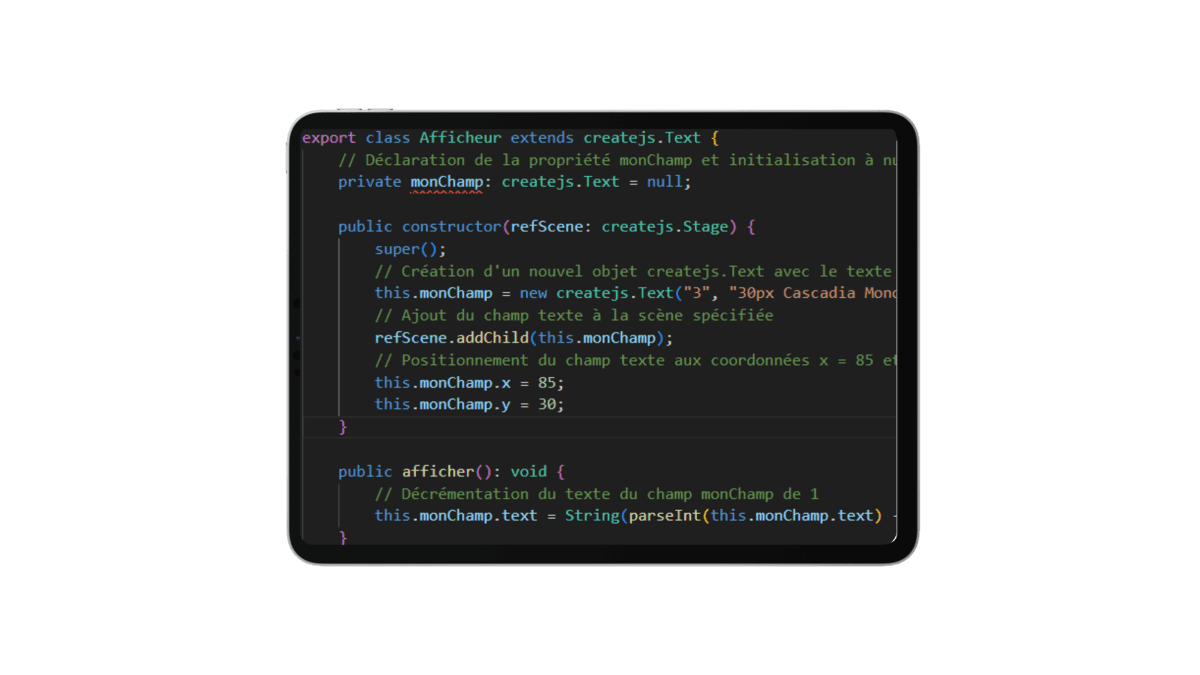 export class Afficheur extends createjs.Text {
// Déclaration de la propriété monChamp et initialisation à
private monChamp: createjs.Text = null;
public constructor(refScene: createjs.Stage) {
super();
// Création d'un nouvel objet createjs.Text avec le texte
this.monChamp = new createjs.Text("3", "30px Cascadia
// Ajout du champ texte à la scène spécifiée
refScene.addChild(this.monChamp);
// Positionnement du champ texte aux coordonnées x = 85 et
this.monChamp.x = 85;
this.monChamp.y = 30;
}
public afficher(): void {
// Décrémentation du texte du champ monChamp de 1
this.monChamp.text = String(parseInt(this.monChamp.text) -
}